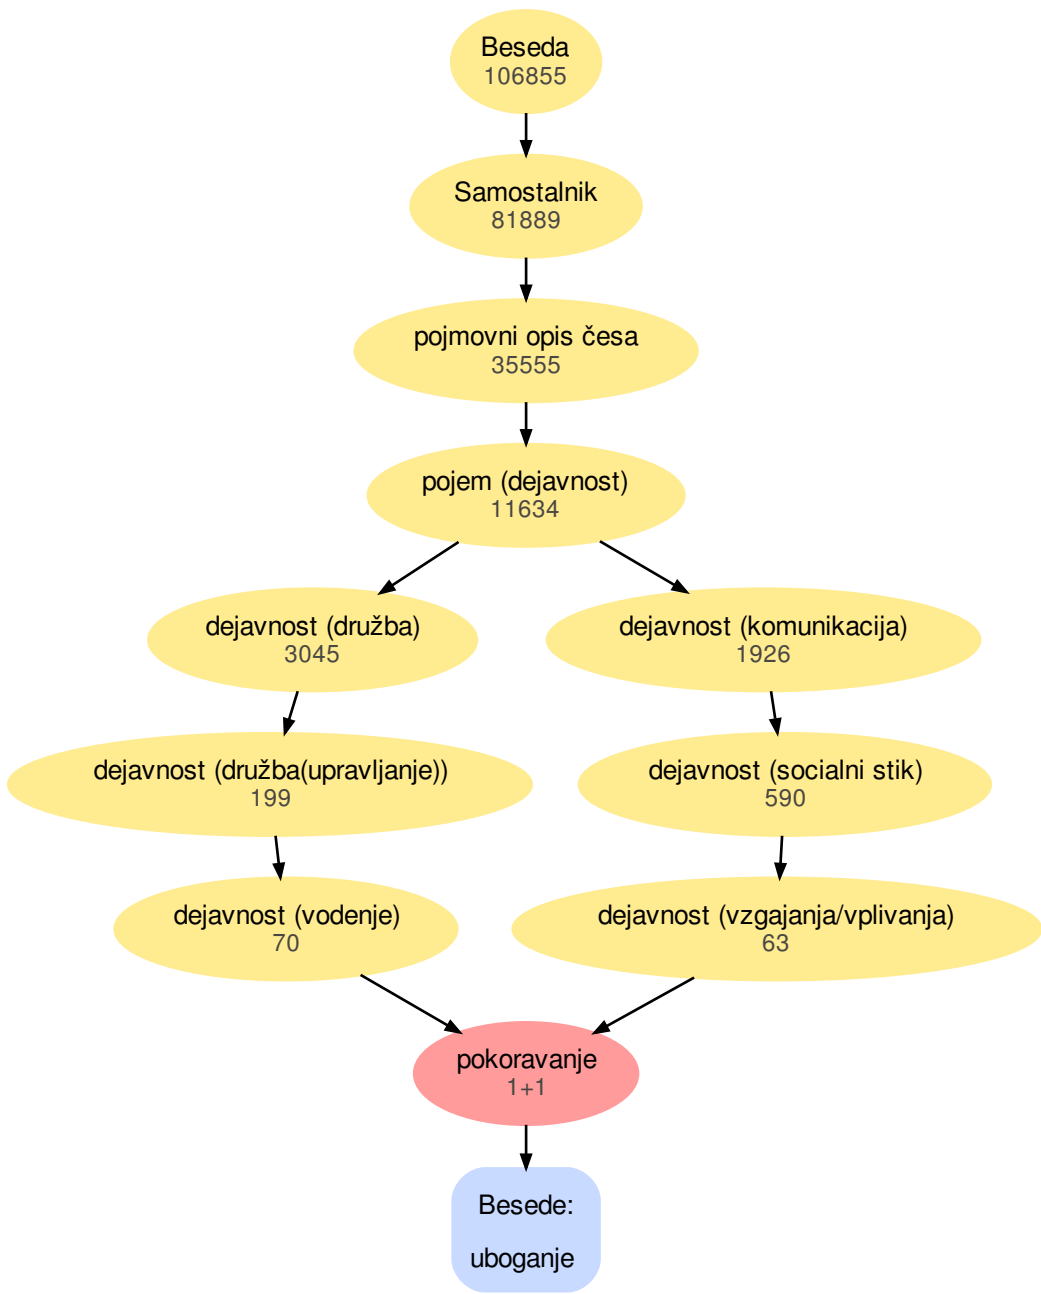 Beseda
106855
Samostalnik
81889
pojmovni opis česa
35555
pojem (dejavnost)
11634
dejavnost (družba)
3045
dejavnost (komunikacija)
1926
dejavnost (družba(upravljanje))
199
dejavnost (socialni stik)
590
dejavnost (vodenje)
70
dejavnost (vzgajanja/vplivanja)
63
pokoravanje
1+1
Besede:
uboganje